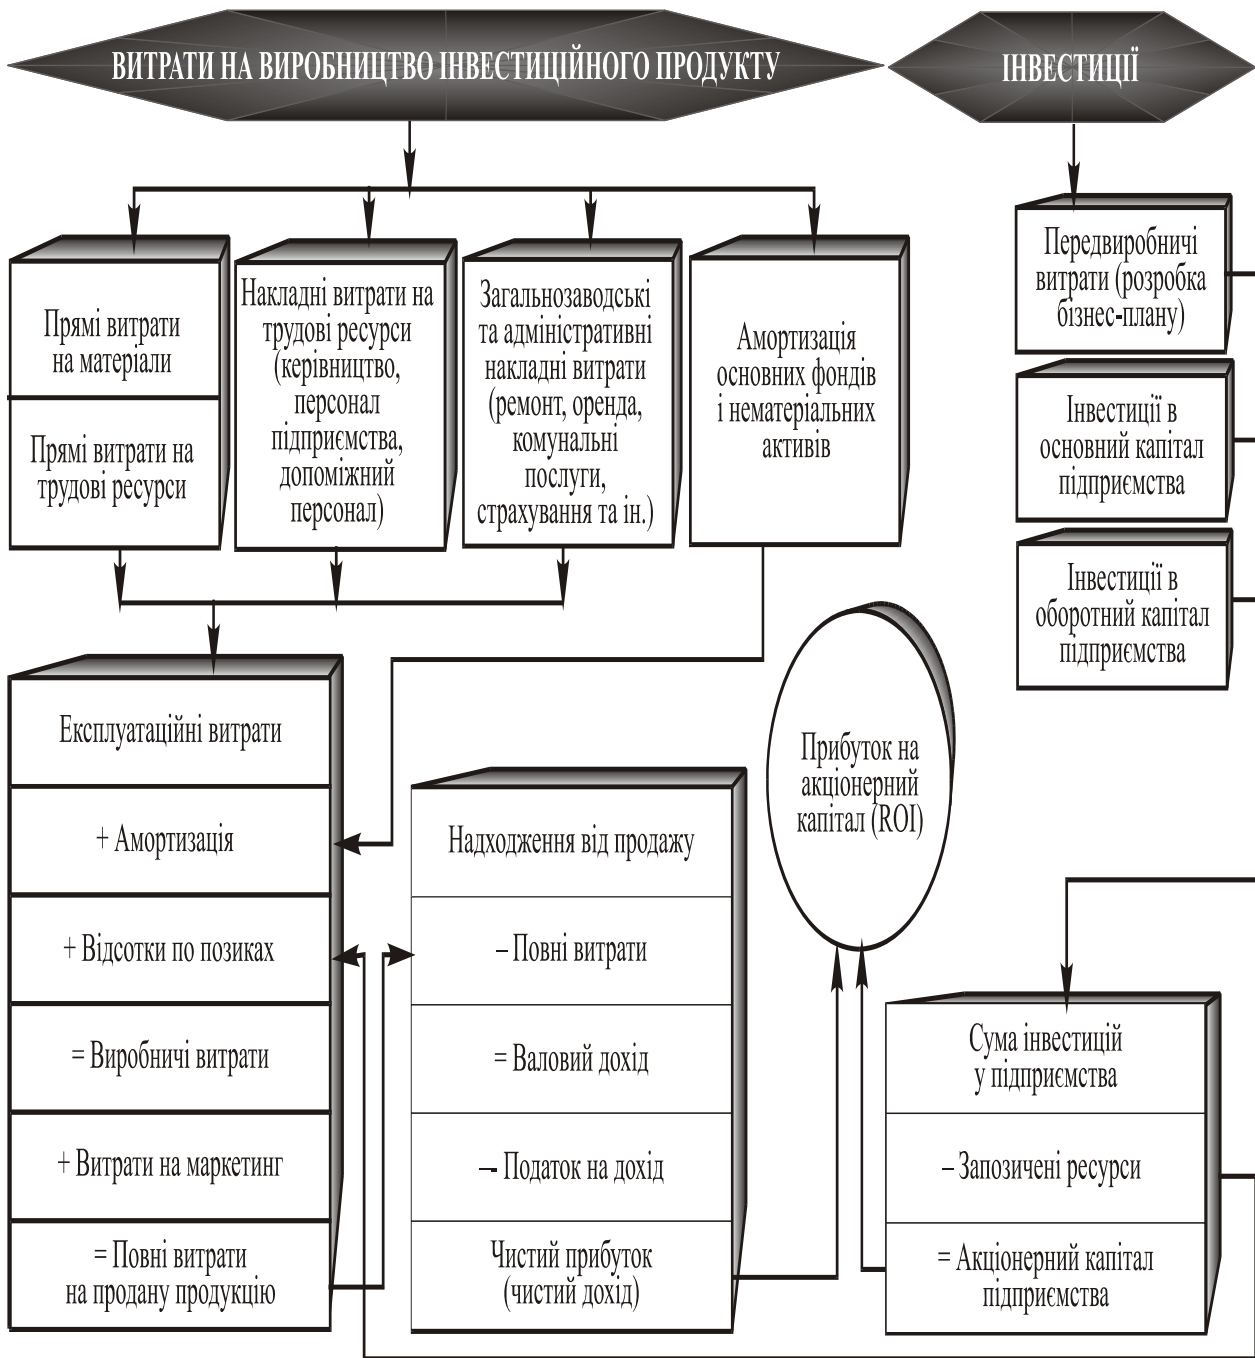 ВИТРАТИ НА ВИРОБНИЦТВО ІНВЕСТИЦІЙНОГО ПРОДУКТУ
ІНВЕСТИЦІЇ
Прямі витрати
на матеріали
Прямі витрати на
трудові ресурси
Накладні витрати на
трудові ресурси
(керівництво,
персонал
підприємства,
допоміжний
персонал)
Загальнозаводські
та адміністративні
накладні витрати
(ремонт, оренда,
комунальні
послуги,
страхування та ін.)
Амортизація
основних фондів
і нематеріальних
активів
Передвиробничі
витрати (розробка
бізнес-плану)
Інвестиції в
основний капітал
підприємства
Інвестиції в
оборотний капітал
підприємства
Експлуатаційні витрати
+ Амортизація
+ Відсотки по позиках
= Виробничі витрати
+ Витрати на маркетинг
= Повні витрати
на продану продукцію
Надходження від продажу
– Повні витрати
= Валовий дохід
– Податок на дохід
Чистий прибуток
(чистий дохід)
Прибуток на
акціонерний
капітал (ROI)
Сума інвестицій
у підприємства
– Запозичені ресурси
= Акціонерний капітал
підприємства